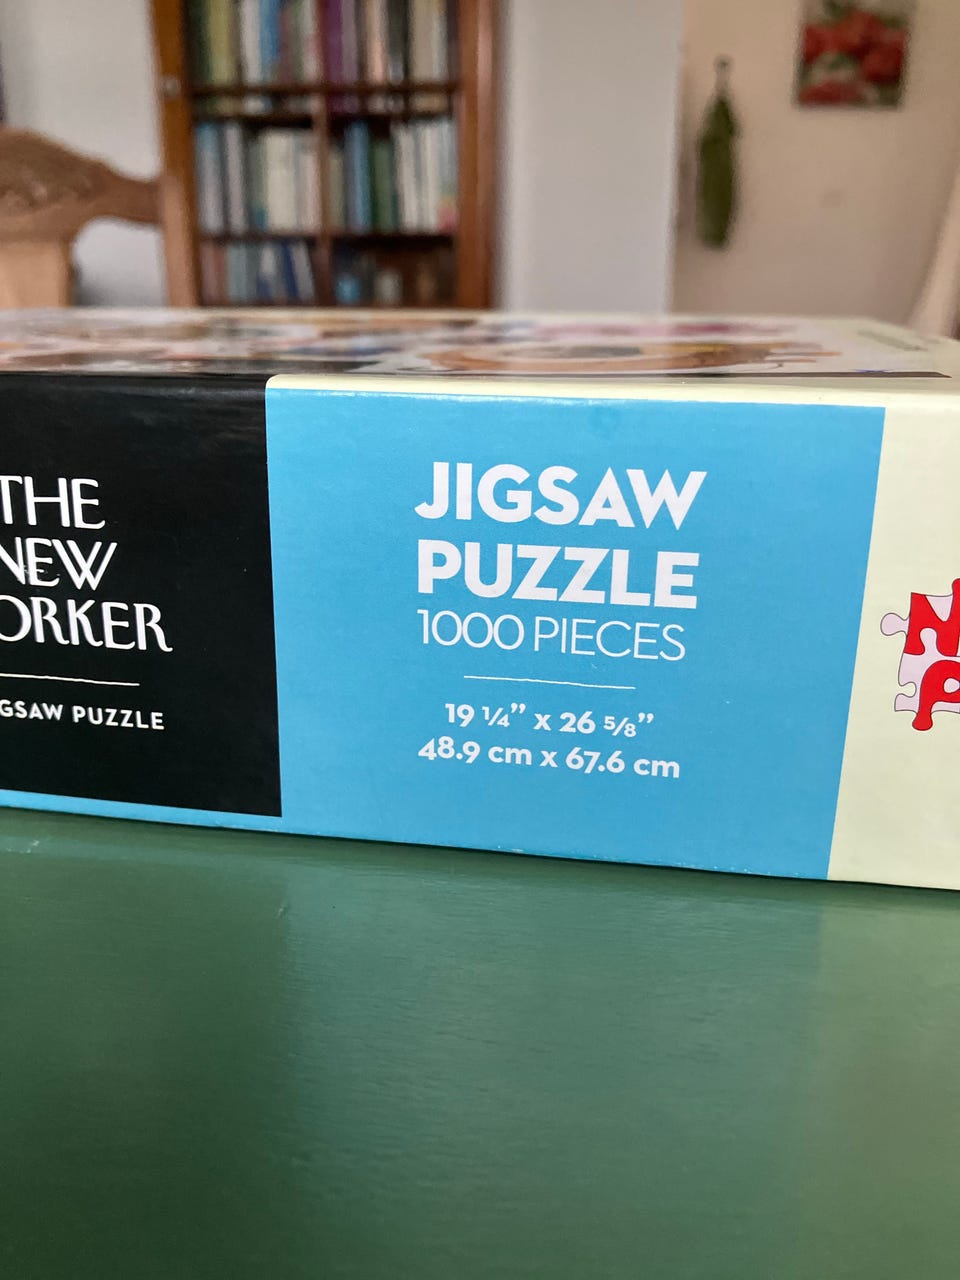 THE
NEW
ORKER
GSAW PUZZLE
JIGSAW
PUZZLE
1000 PIECES
19 ¼” x 26 ⅝”
48.9 cm x 67.6 cm
N
P